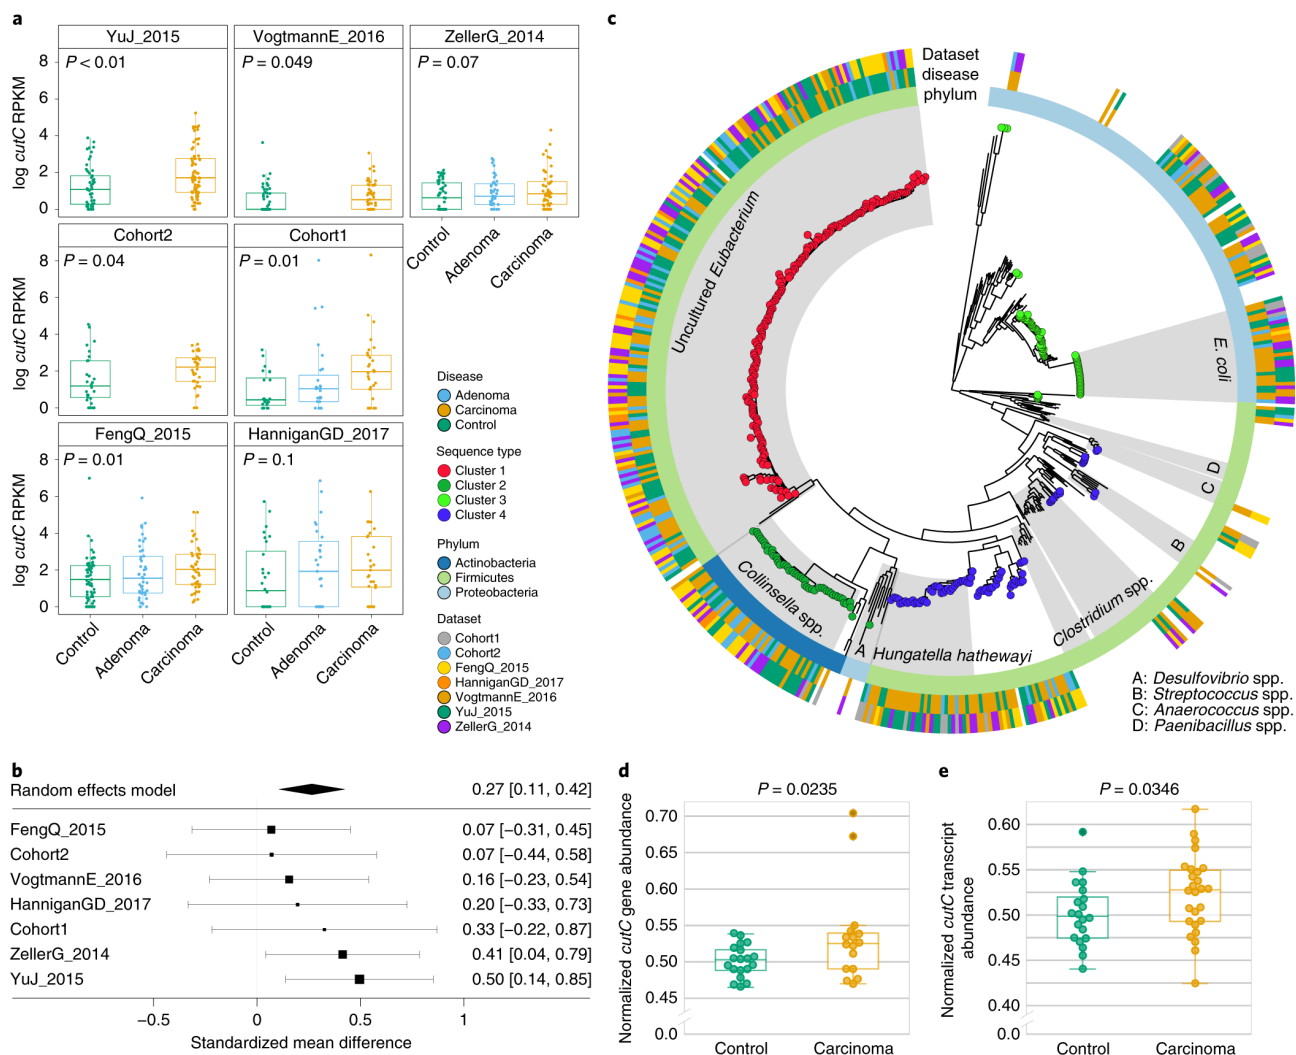 a
YuJ_2015
VogtmannE_2016
ZellerG_2014
P < 0.01
P = 0.049
P = 0.07
log cutC RPKM
8
6
4
2
0
Cohort2
Cohort1
P = 0.04
P = 0.01
log cutC RPKM
8
6
4
2
0
Control
Adenoma
Carcinoma
FengQ_2015
HanniganGD_2017
P = 0.01
P = 0.1
log cutC RPKM
8
6
4
2
0
Control
Adenoma
Carcinoma
Control
Adenoma
Carcinoma
Disease
Adenoma
Carcinoma
Control
Sequence type
Cluster 1
Cluster 2
Cluster 3
Cluster 4
Phylum
Actinobacteria
Firmicutes
Proteobacteria
Dataset
Cohort1
Cohort2
FengQ_2015
HanniganGD_2017
VogtmannE_2016
YuJ_2015
ZellerG_2014
c
Dataset
disease
phylum
Uncultured Eubacterium
E. coli
D
C
B
Clostridium spp.
Hungatella hathewayi
A
Collinsella spp.
A: Desulfovibrio spp.
B: Streptococcus spp.
C: Anaerococcus spp.
D: Paenibacillus spp.
b
Random effects model 0.27 [0.11, 0.42]
FengQ_2015 0.07 [−0.31, 0.45]
Cohort2 0.07 [−0.44, 0.58]
VogtmannE_2016 0.16 [−0.23, 0.54]
HanniganGD_2017 0.20 [−0.33, 0.73]
Cohort1 0.33 [−0.22, 0.87]
ZellerG_2014 0.41 [0.04, 0.79]
YuJ_2015 0.50 [0.14, 0.85]
−0.5 0 0.5 1
Standardized mean difference
d
P = 0.0235
Normalized cutC gene abundance
0.70
0.65
0.60
0.55
0.50
0.45
0.0
Control Carcinoma
e
P = 0.0346
Normalized cutC transcript
abundance
0.60
0.55
0.50
0.45
0.40
0.0
Control Carcinoma